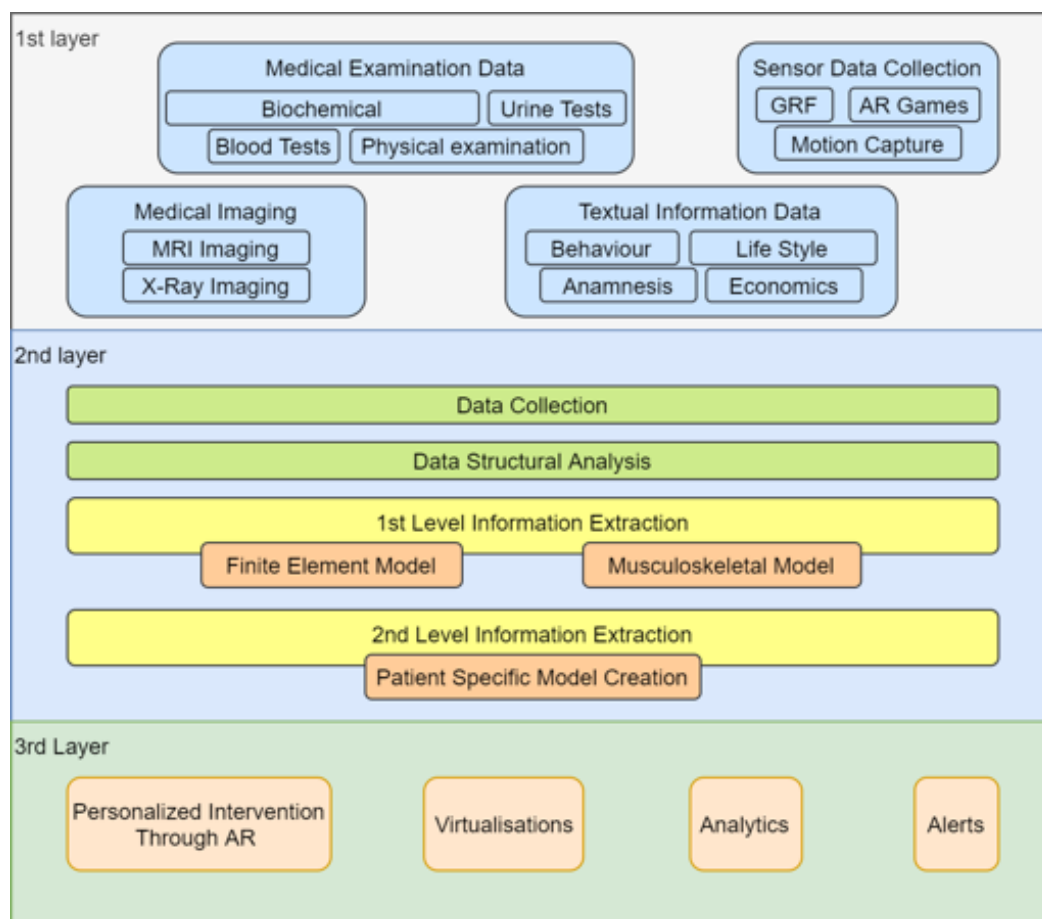 1st layer
Medical Examination Data
Biochemical
Urine Tests
Blood Tests
Physical examination
Sensor Data Collection
GRF
AR Games
Motion Capture
Medical Imaging
MRI Imaging
X-Ray Imaging
Textual Information Data
Behaviour
Life Style
Anamnesis
Economics
2nd layer
Data Collection
Data Structural Analysis
1st Level Information Extraction
Finite Element Model
Musculoskeletal Model
2nd Level Information Extraction
Patient Specific Model Creation
3rd Layer
Personalized Intervention
Through AR
Virtualisations
Analytics
Alerts